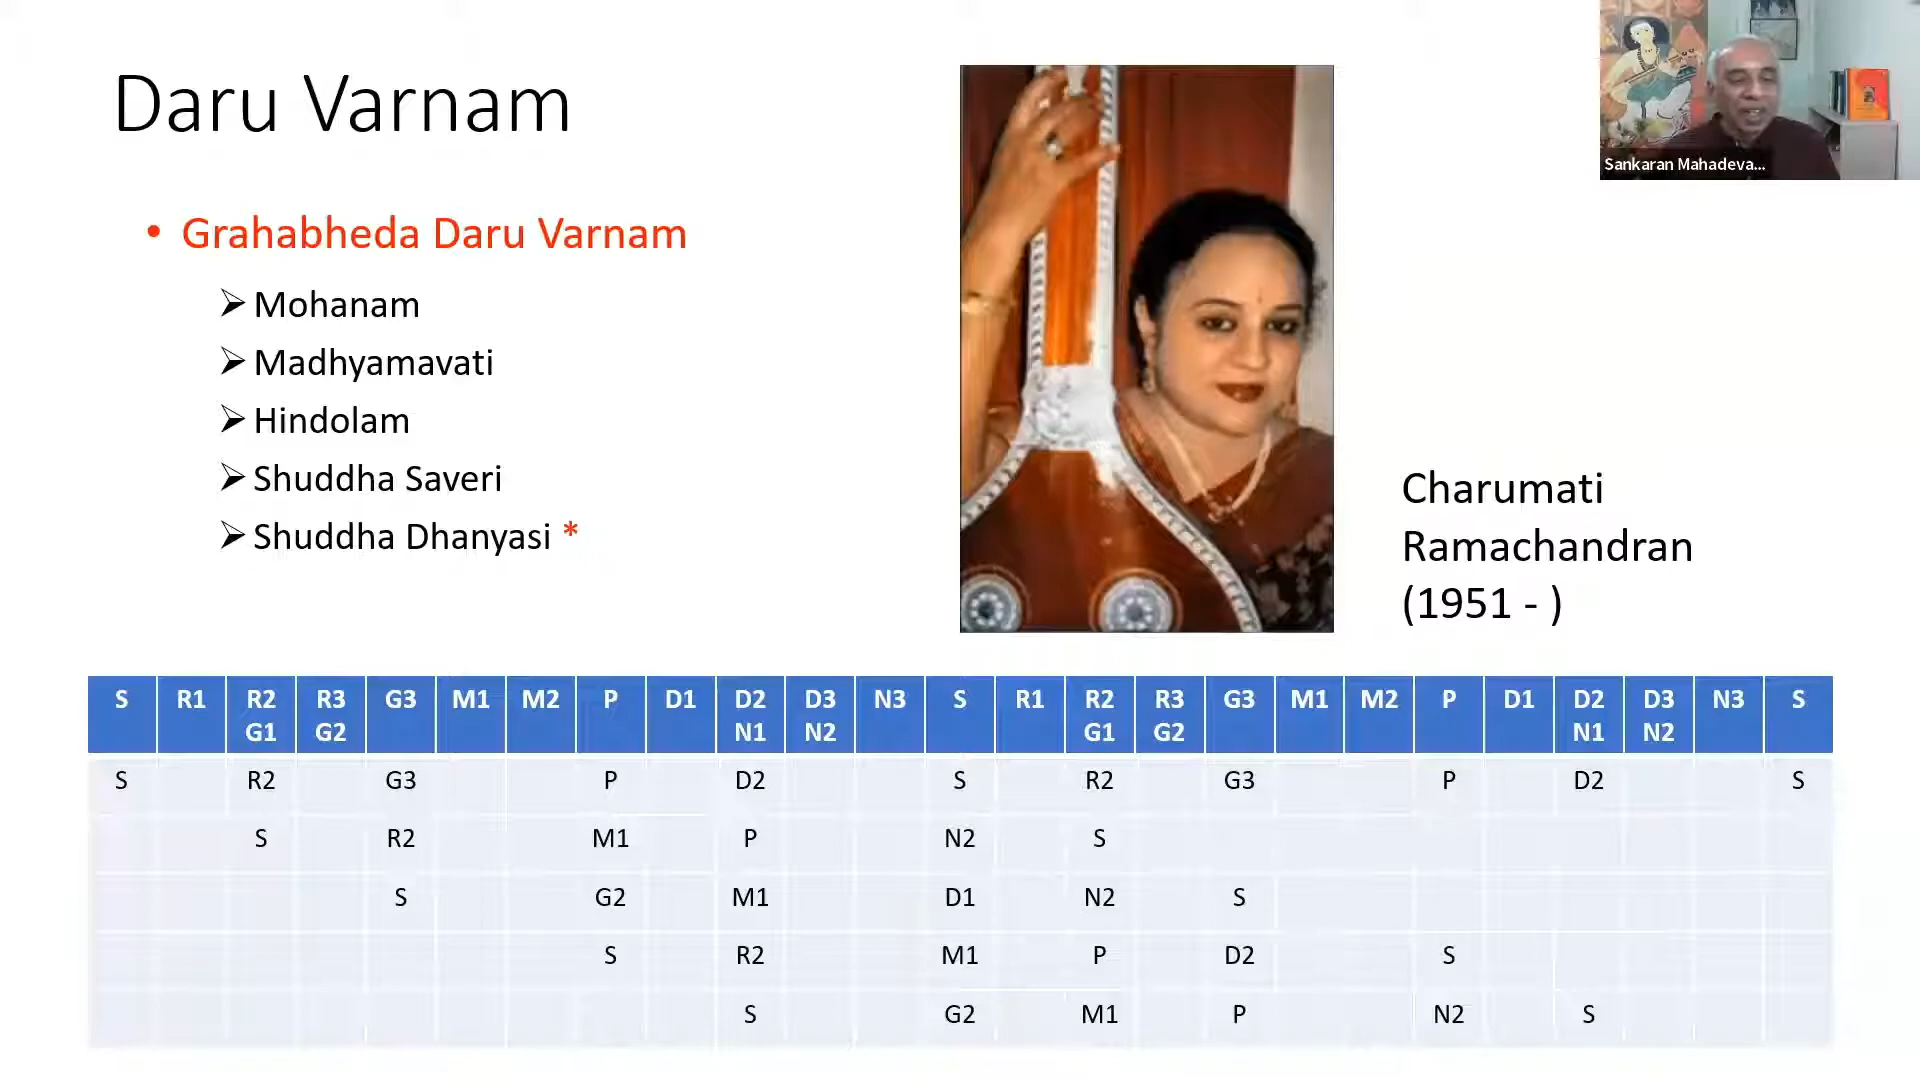 Daru Varnam
• Grahabheda Daru Varnam
➢ Mohanam
➢ Madhyamavati
➢ Hindolam
➢ Shuddha Saveri
➢ Shuddha Dhanyasi *
Sankaran Mahadeva...
Charumati
Ramachandran
(1951 - )
S R1 R2 R3 G3 M1 M2 P D1 D2 D3 N3 S R1 R2 R3 G3 M1 M2 P D1 D2 D3 N3 S
G1 G2 N1 N2 G1 G2 N1 N2
S R2 G3 P D2 S R2 G3 P D2 S
S R2 M1 P N2 S
S G2 M1 D1 N2 S
S R2 M1 P D2 S
S G2 M1 P N2 S